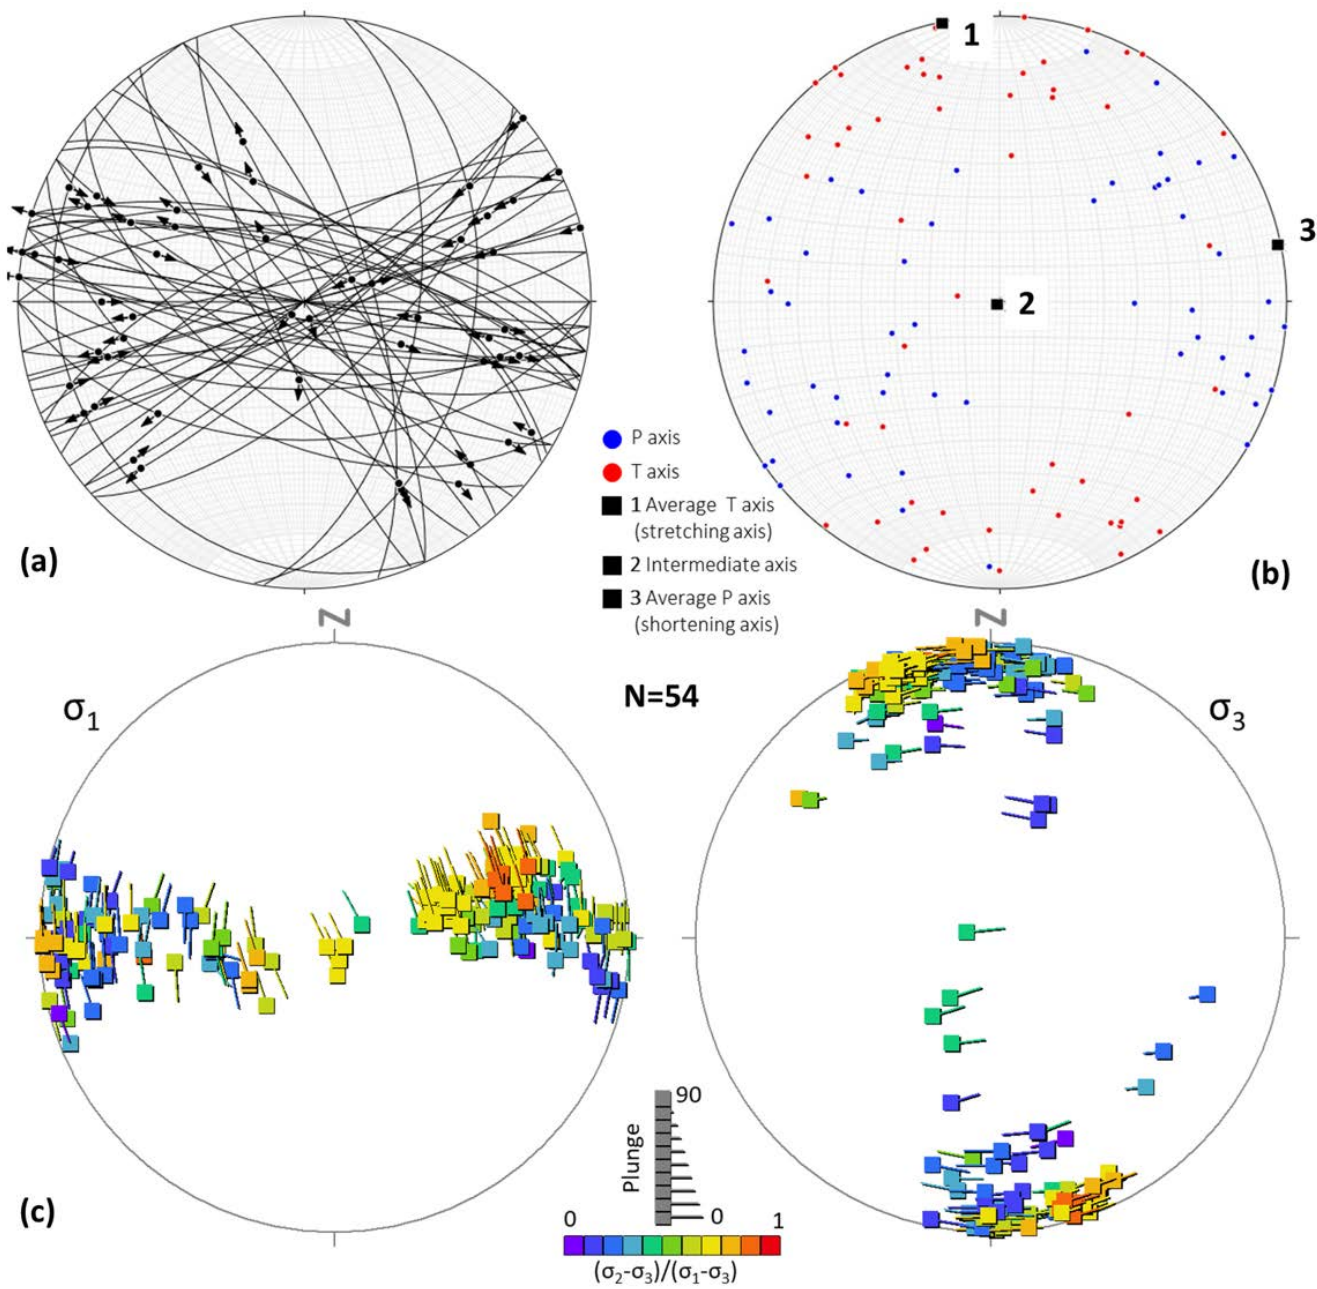 1
3
2
P axis
T axis
1 Average T axis
(stretching axis)
2 Intermediate axis
3 Average P axis
(shortening axis)
(a)
(b)
N
N
σ1
N=54
σ3
90
Plunge
0
0
1
(σ2-σ3)/(σ1-σ3)
(c)